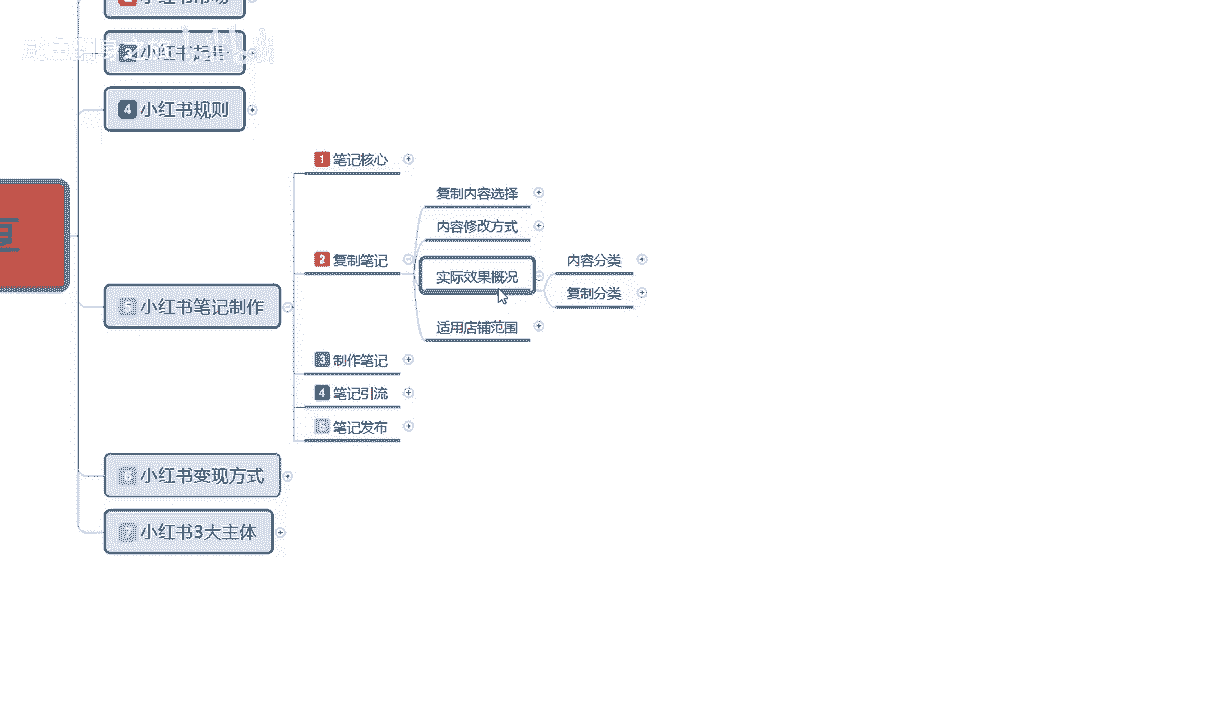 4 小红书规则
1 笔记核心
复制内容选择
内容修改方式
2 复制笔记
内容分类
实际效果概况
复制分类
5 小红书笔记制作
适用店铺范围
3 制作笔记
4 笔记引流
5 笔记发布
6 小红书变现方式
7 小红书3大主体